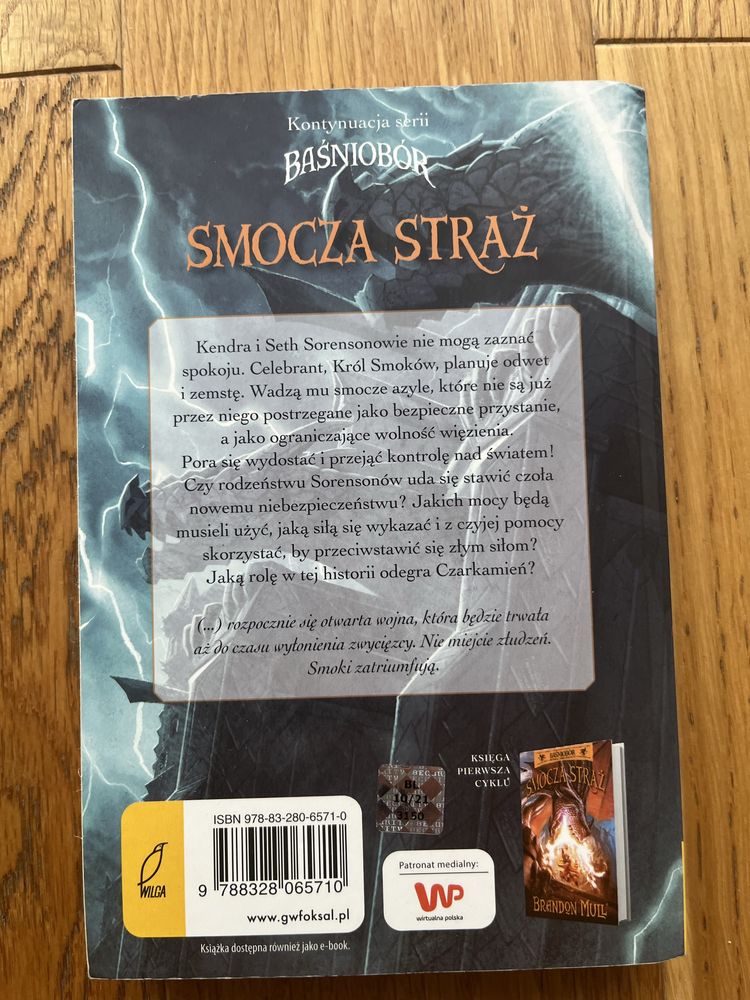 Kontynuacja serii
BAŚNIOBÓR
SMOCZA STRAŻ
Kendra i Seth Sorensonowie nie mogą zaznać
spokoju. Celebrant, Król Smoków, planuje odwet
i zemstę. Wadzą mu smocze azyle, które nie są już
przez niego postrzegane jako bezpieczne przystanie,
a jako ograniczające wolność więzienia.
Pora się wydostać i przejąć kontrolę nad światem!
Czy rodzeństwu Sorensonów uda się stawić czoła
nowemu niebezpieczeństwu? Jakich mocy będą
musieli użyć, jaką siłą się wykazać i z czyjej pomocy
skorzystać, by przeciwstawić się złym siłom?
Jaką rolę w tej historii odegra Czarkamień?
(...) rozpocznie się otwarta wojna, która będzie trwała
aż do czasu wyłonienia zwycięzcy. Nie miejcie złudzeń.
Smoki zatriumfują.
KSIĘGA
PIERWSZA
CYKLU
BAŚNIOBÓR
SMOCZA STRAŻ
BRANDON MULL
BL
10/21
3150
ISBN 978-83-280-6571-0
9 788328 065710
www.gwfoksal.pl
WILGA
Patronat medialny:
WP
wirtualna polska
Książka dostępna również jako e-book.